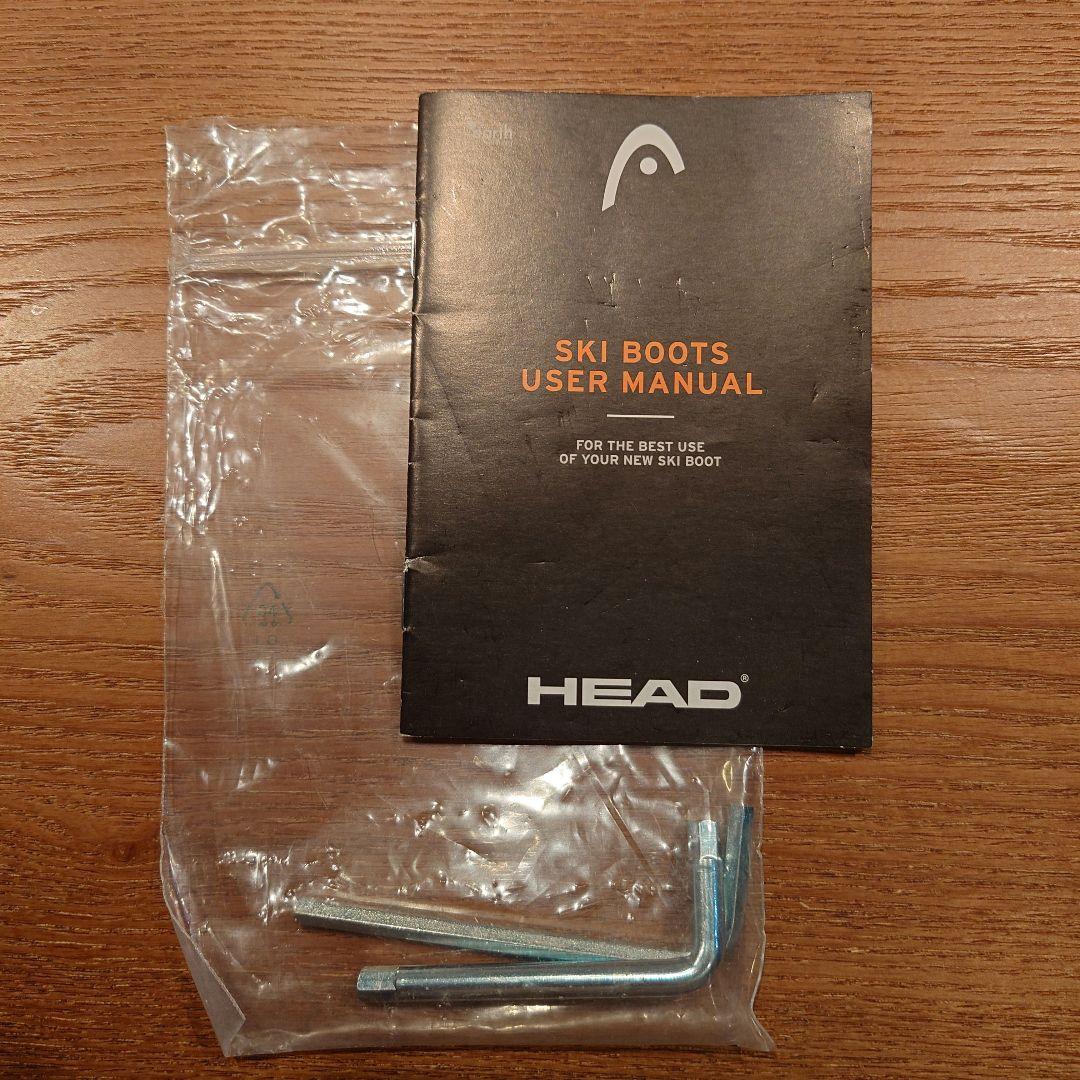 SKI BOOTS
USER MANUAL
FOR THE BEST USE
OF YOUR NEW SKI BOOT
HEAD®